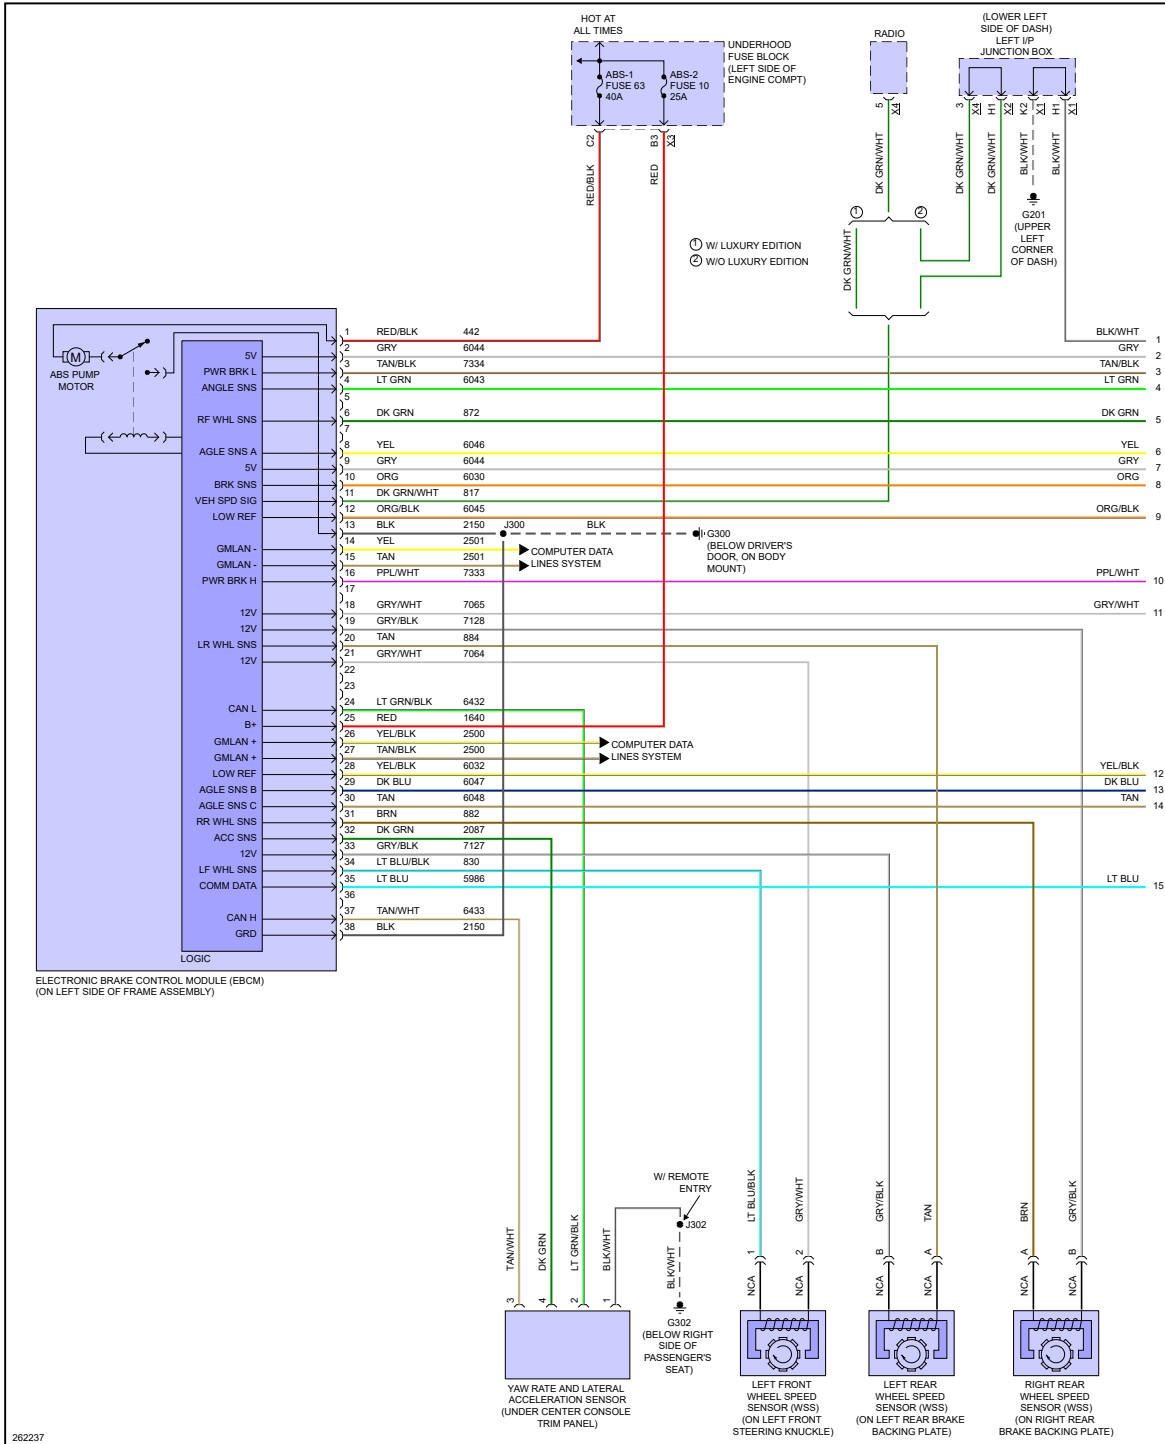 HOT AT
ALL TIMES
UNDERHOOD
FUSE BLOCK
(LEFT SIDE OF
ENGINE COMPT)
ABS-1
FUSE 63
40A
ABS-2
FUSE 10
25A
C2
B3
X3
RED/BLK
RED
RADIO
5
X4
DK GRN/WHT
(LOWER LEFT
SIDE OF DASH)
LEFT I/P
JUNCTION BOX
3
X4
H1
X2
K2
X1
H1
X1
DK GRN/WHT
DK GRN/WHT
BLK/WHT
BLK/WHT
G201
(UPPER
LEFT
CORNER
OF DASH)
1
2
DK GRN/WHT
1 W/ LUXURY EDITION
2 W/O LUXURY EDITION
M
ABS PUMP
MOTOR
1 RED/BLK 442 BLK/WHT 1
5V 2 GRY 6044 GRY 2
PWR BRK L 3 TAN/BLK 7334 TAN/BLK 3
ANGLE SNS 4 LT GRN 6043 LT GRN 4
5
RF WHL SNS 6 DK GRN 872 DK GRN 5
7
AGLE SNS A 8 YEL 6046 YEL 6
5V 9 GRY 6044 GRY 7
BRK SNS 10 ORG 6030 ORG 8
VEH SPD SIG 11 DK GRN/WHT 817
LOW REF 12 ORG/BLK 6045 ORG/BLK 9
13 BLK 2150 J300 BLK G300
(BELOW DRIVER'S
DOOR, ON BODY
MOUNT)
GMLAN - 14 YEL 2501
GMLAN - 15 TAN 2501
COMPUTER DATA
LINES SYSTEM
PWR BRK H 16 PPL/WHT 7333 PPL/WHT 10
17
12V 18 GRY/WHT 7065 GRY/WHT 11
12V 19 GRY/BLK 7128
LR WHL SNS 20 TAN 884
12V 21 GRY/WHT 7064
22
23
CAN L 24 LT GRN/BLK 6432
B+ 25 RED 1640
GMLAN + 26 YEL/BLK 2500
GMLAN + 27 TAN/BLK 2500
COMPUTER DATA
LINES SYSTEM
LOW REF 28 YEL/BLK 6032 YEL/BLK 12
AGLE SNS B 29 DK BLU 6047 DK BLU 13
AGLE SNS C 30 TAN 6048 TAN 14
RR WHL SNS 31 BRN 882
ACC SNS 32 DK GRN 2087
12V 33 GRY/BLK 7127
LF WHL SNS 34 LT BLU/BLK 830
COMM DATA 35 LT BLU 5986 LT BLU 15
36
CAN H 37 TAN/WHT 6433
GRD 38 BLK 2150
LOGIC
ELECTRONIC BRAKE CONTROL MODULE (EBCM)
(ON LEFT SIDE OF FRAME ASSEMBLY)
TAN/WHT
DK GRN
LT GRN/BLK
BLK/WHT
3
4
2
1
W/ REMOTE
ENTRY
J302
BLK/WHT
G302
(BELOW RIGHT
SIDE OF
PASSENGER'S
SEAT)
YAW RATE AND LATERAL
ACCELERATION SENSOR
(UNDER CENTER CONSOLE
TRIM PANEL)
LT BLU/BLK
GRY/WHT
1
2
NCA
NCA
LEFT FRONT
WHEEL SPEED
SENSOR (WSS)
(ON LEFT FRONT
STEERING KNUCKLE)
GRY/BLK
TAN
B
A
NCA
NCA
LEFT REAR
WHEEL SPEED
SENSOR (WSS)
(ON LEFT REAR BRAKE
BACKING PLATE)
BRN
GRY/BLK
A
B
NCA
NCA
RIGHT REAR
WHEEL SPEED
SENSOR (WSS)
(ON RIGHT REAR
BRAKE BACKING PLATE)
262237